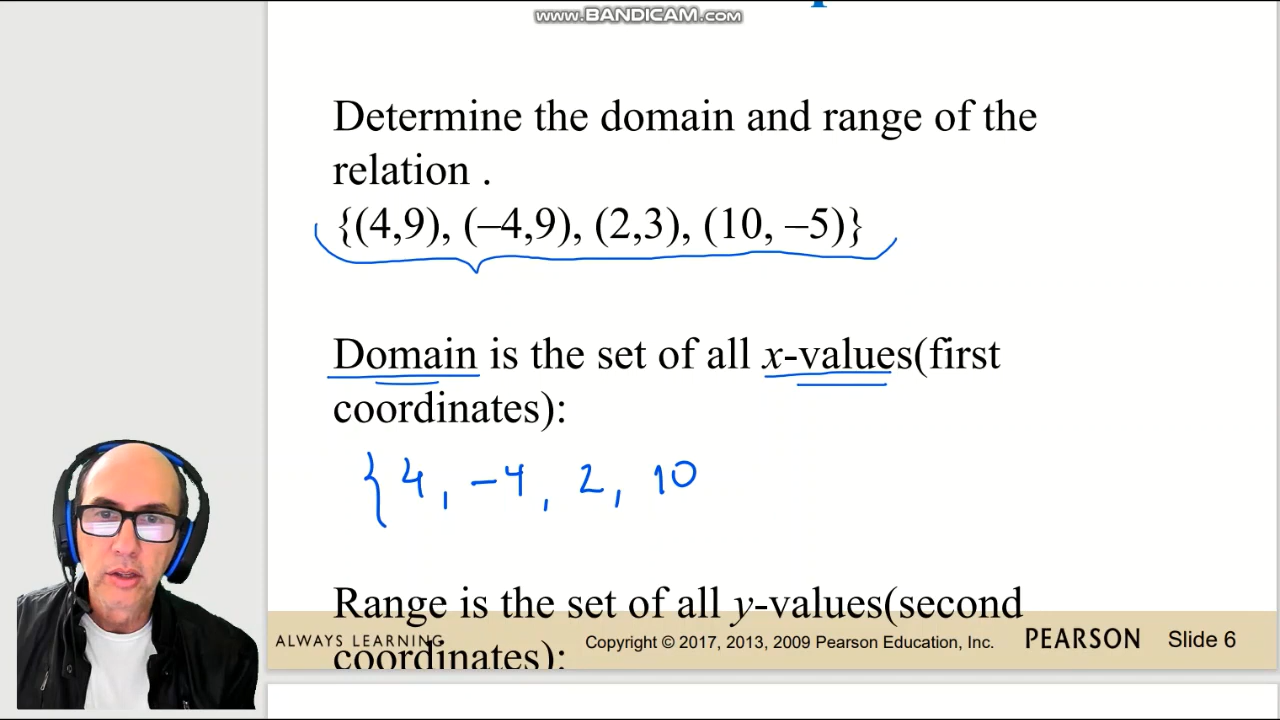 www.BANDICAM.com
Determine the domain and range of the
relation .
{(4,9), (–4,9), (2,3), (10, –5)}
Domain is the set of all x-values(first
coordinates):
{ 4, -4, 2, 10
Range is the set of all y-values(second
coordinates):
ALWAYS LEARNING
Copyright © 2017, 2013, 2009 Pearson Education, Inc.
PEARSON
Slide 6